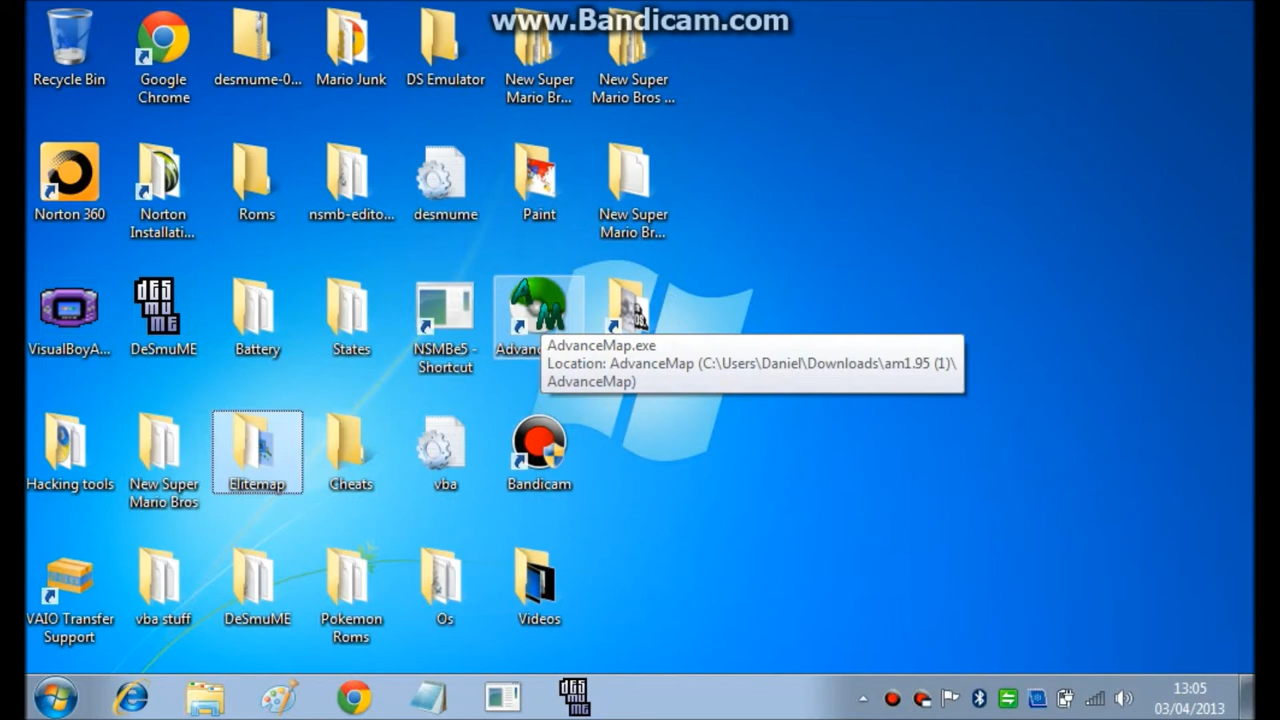 www.Bandicam.com
Recycle Bin
Google
Chrome
desmume-0...
Mario Junk
DS Emulator
New Super
Mario Br...
New Super
Mario Bros ...
Norton 360
Norton
Installati...
Roms
nsmb-edito...
desmume
Paint
New Super
Mario Br...
VisualBoyA...
DeSmuME
Battery
States
NSMBe5 -
Shortcut
Advanc
AdvanceMap.exe
Location: AdvanceMap (C:\Users\Daniel\Downloads\am1.95 (1)\
AdvanceMap)
Hacking tools
New Super
Mario Bros
Elitemap
Cheats
vba
Bandicam
VAIO Transfer
Support
vba stuff
DeSmuME
Pokemon
Roms
Os
Videos
13:05
03/04/2013